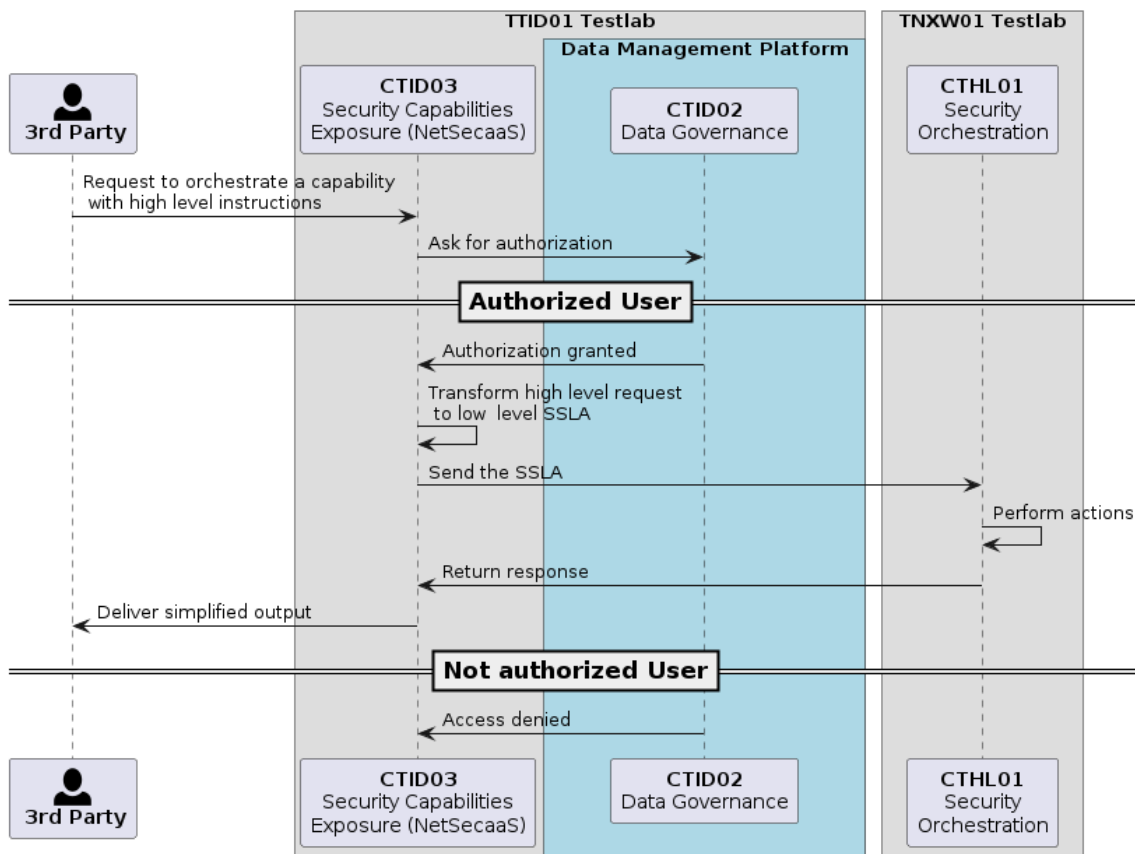 TTID01 Testlab
TNXW01 Testlab
Data Management Platform
3rd Party
CTID03
Security Capabilities
Exposure (NetSecaaS)
CTID02
Data Governance
CTHL01
Security
Orchestration
Request to orchestrate a capability
with high level instructions
Ask for authorization
Authorized User
Authorization granted
Transform high level request
to low  level SSLA
Send the SSLA
Perform actions
Return response
Deliver simplified output
Not authorized User
Access denied
3rd Party
CTID03
Security Capabilities
Exposure (NetSecaaS)
CTID02
Data Governance
CTHL01
Security
Orchestration